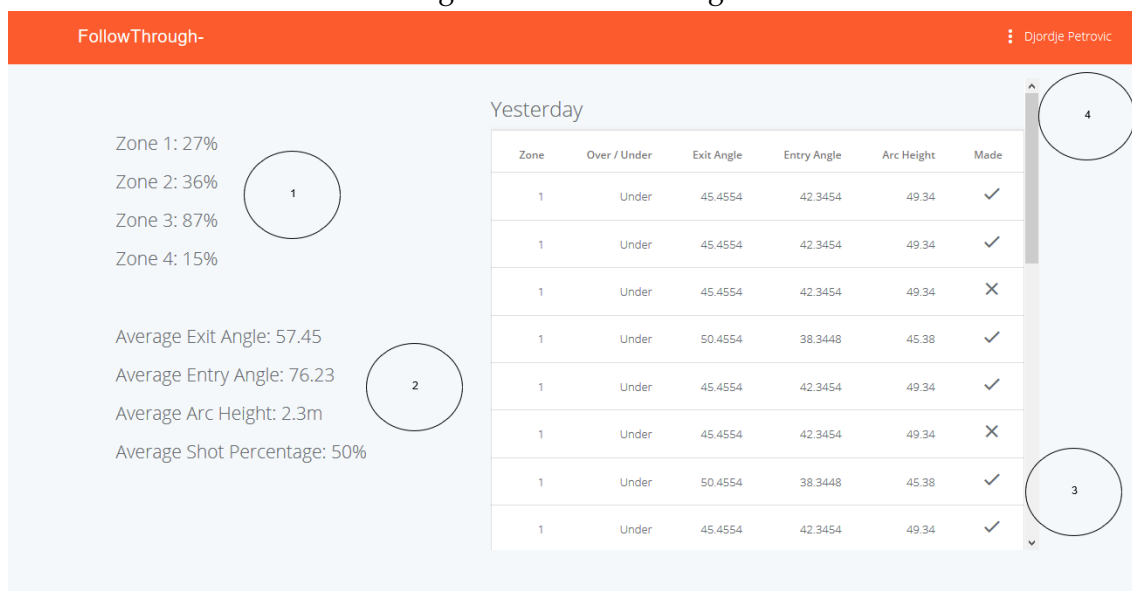 FollowThrough-
Djordje Petrovic
Zone 1: 27%
Zone 2: 36%
Zone 3: 87%
Zone 4: 15%
1
Average Exit Angle: 57.45
Average Entry Angle: 76.23
Average Arc Height: 2.3m
Average Shot Percentage: 50%
2
Yesterday
Zone Over / Under Exit Angle Entry Angle Arc Height Made
1 Under 45.4554 42.3454 49.34 ✓
1 Under 45.4554 42.3454 49.34 ✓
1 Under 45.4554 42.3454 49.34 ✕
1 Under 50.4554 38.3448 45.38 ✓
1 Under 45.4554 42.3454 49.34 ✓
1 Under 45.4554 42.3454 49.34 ✕
1 Under 50.4554 38.3448 45.38 ✓
1 Under 45.4554 42.3454 49.34 ✓
4
3